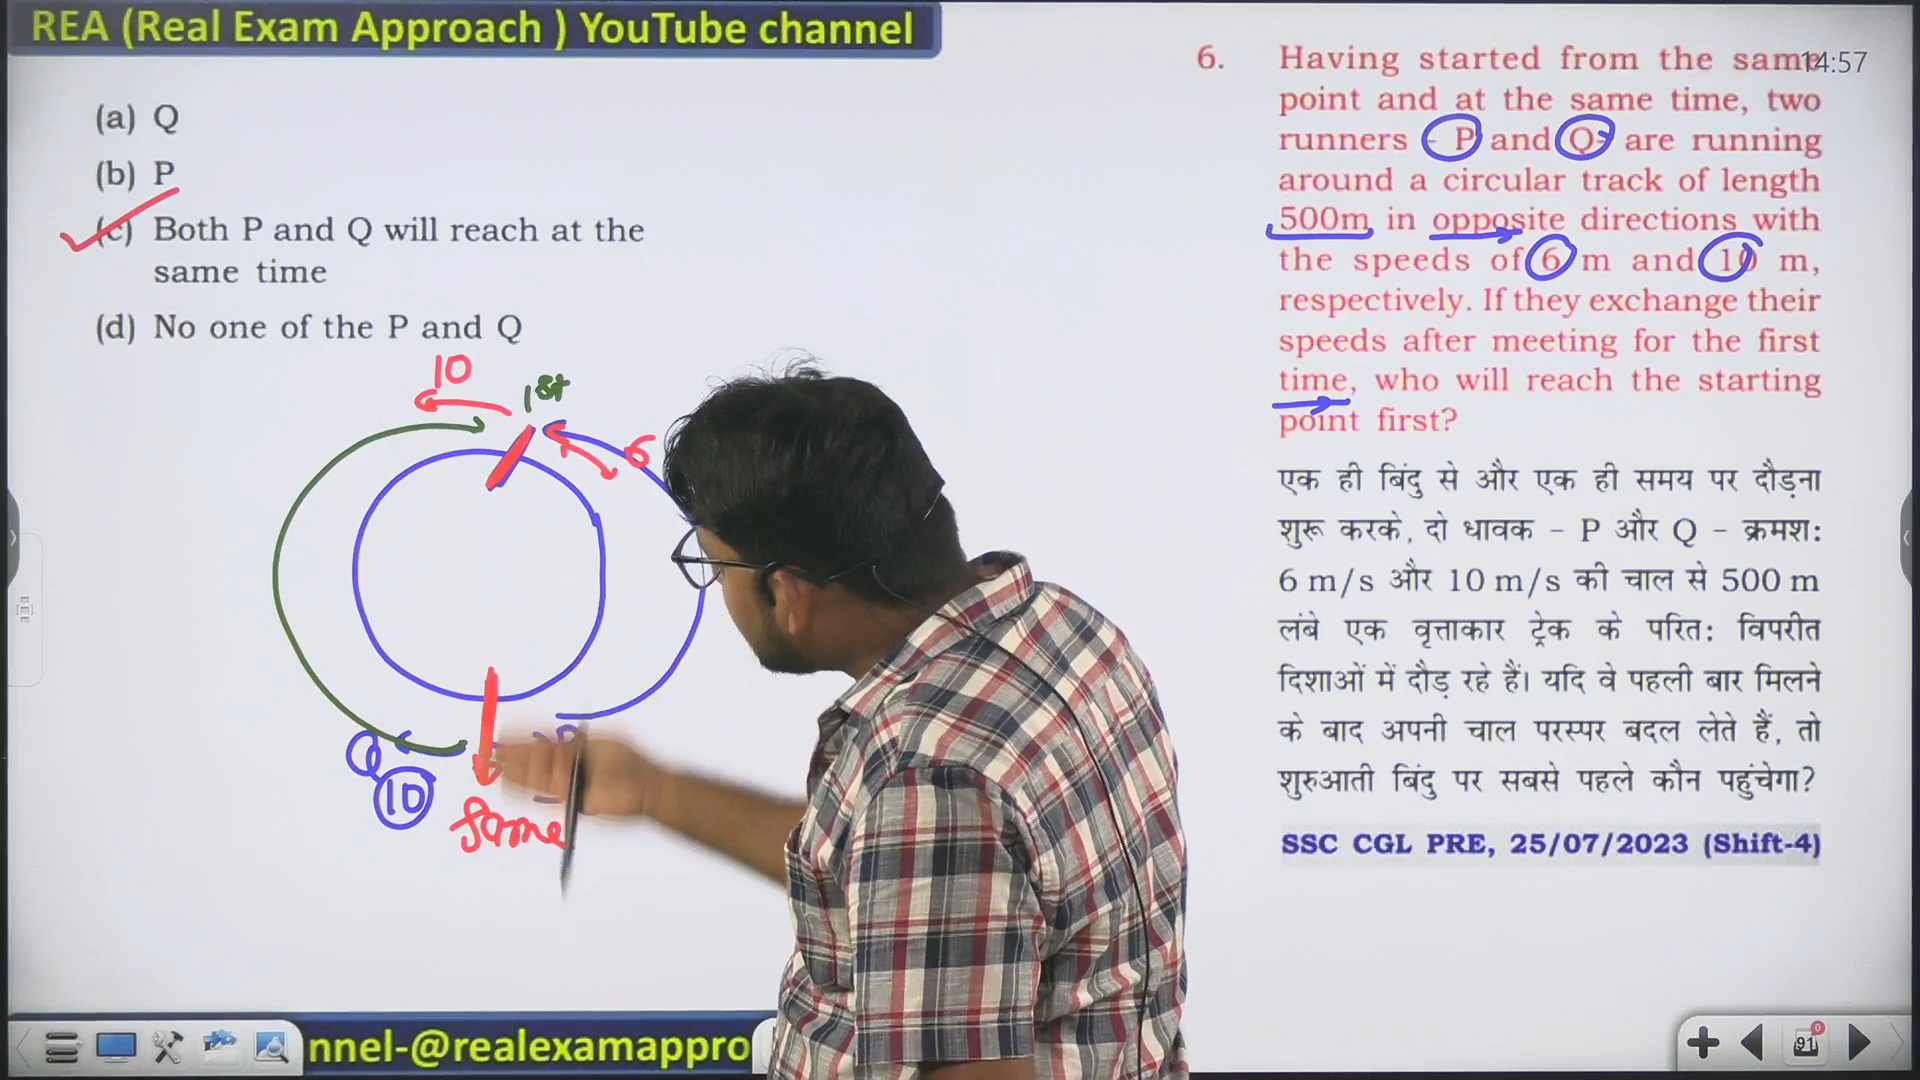 REA (Real Exam Approach ) YouTube channel
(a) Q
(b) P
(c) Both P and Q will reach at the
same time
(d) No one of the P and Q
10
1st
6
Q
10
P
Same
6. Having started from the same
14:57
point and at the same time, two
runners - P and Q- are running
around a circular track of length
500m in opposite directions with
the speeds of 6 m and 10 m,
respectively. If they exchange their
speeds after meeting for the first
time, who will reach the starting
point first?
एक ही बिंदु से और एक ही समय पर दौड़ना
शुरू करके, दो धावक - P और Q - क्रमश:
6 m/s और 10 m/s की चाल से 500 m
लंबे एक वृत्ताकार ट्रेक के परित: विपरीत
दिशाओं में दौड़ रहे हैं। यदि वे पहली बार मिलने
के बाद अपनी चाल परस्पर बदल लेते हैं, तो
शुरुआती बिंदु पर सबसे पहले कौन पहुंचेगा?
SSC CGL PRE, 25/07/2023 (Shift-4)
nnel-@realexamappro
0
91